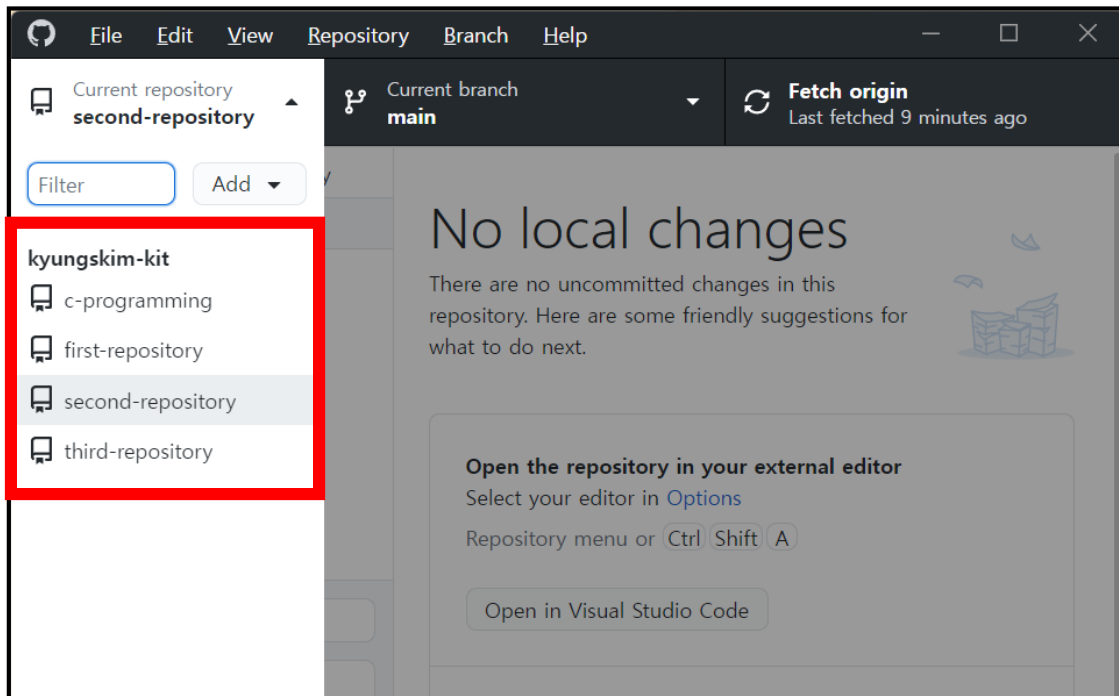 File Edit View Repository Branch Help
Current repository
second-repository
Current branch
main
Fetch origin
Last fetched 9 minutes ago
Filter
Add
y
kyungskim-kit
c-programming
first-repository
second-repository
third-repository
No local changes
There are no uncommitted changes in this
repository. Here are some friendly suggestions for
what to do next.
Open the repository in your external editor
Select your editor in Options
Repository menu or Ctrl Shift A
Open in Visual Studio Code